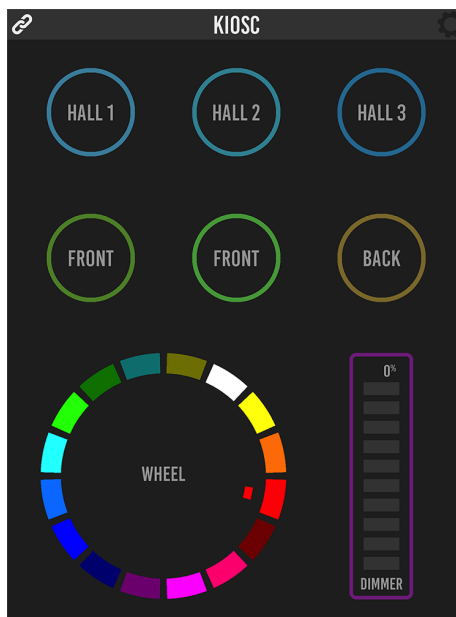 KIOSC
HALL 1
HALL 2
HALL 3
FRONT
FRONT
BACK
WHEEL
0%
DIMMER